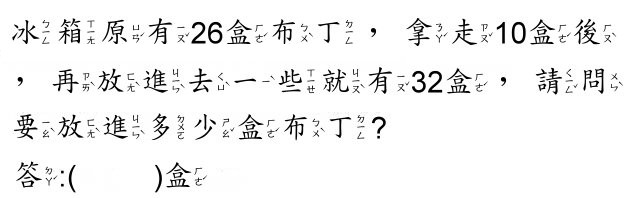 冰箱原有26盒布丁，拿走10盒後
，再放進去一些就有32盒，請問
要放進多少盒布丁?
答:( )盒